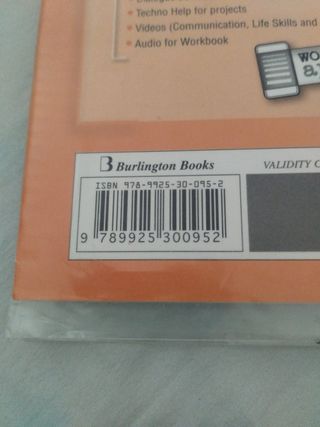 • Techno Help for projects
• Videos (Communication, Life Skills and
• Audio for Workbook
WO
B Burlington Books
VALIDITY C
ISBN 978-9925-30-095-2
9 789925 300952